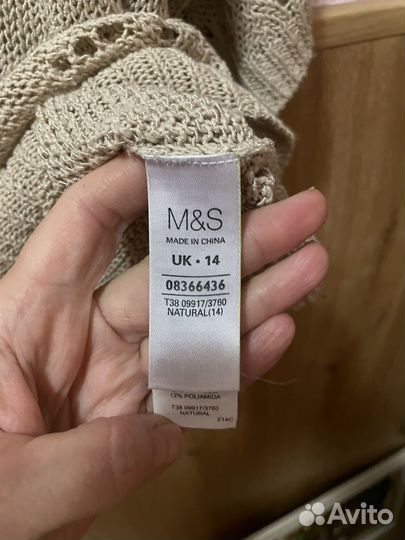 M&S
MADE IN CHINA
UK • 14
08366436
T38 09917/3760
NATURAL(14)
12% POLIAMIDA
T38 09917/3760
NATURAL
Avito